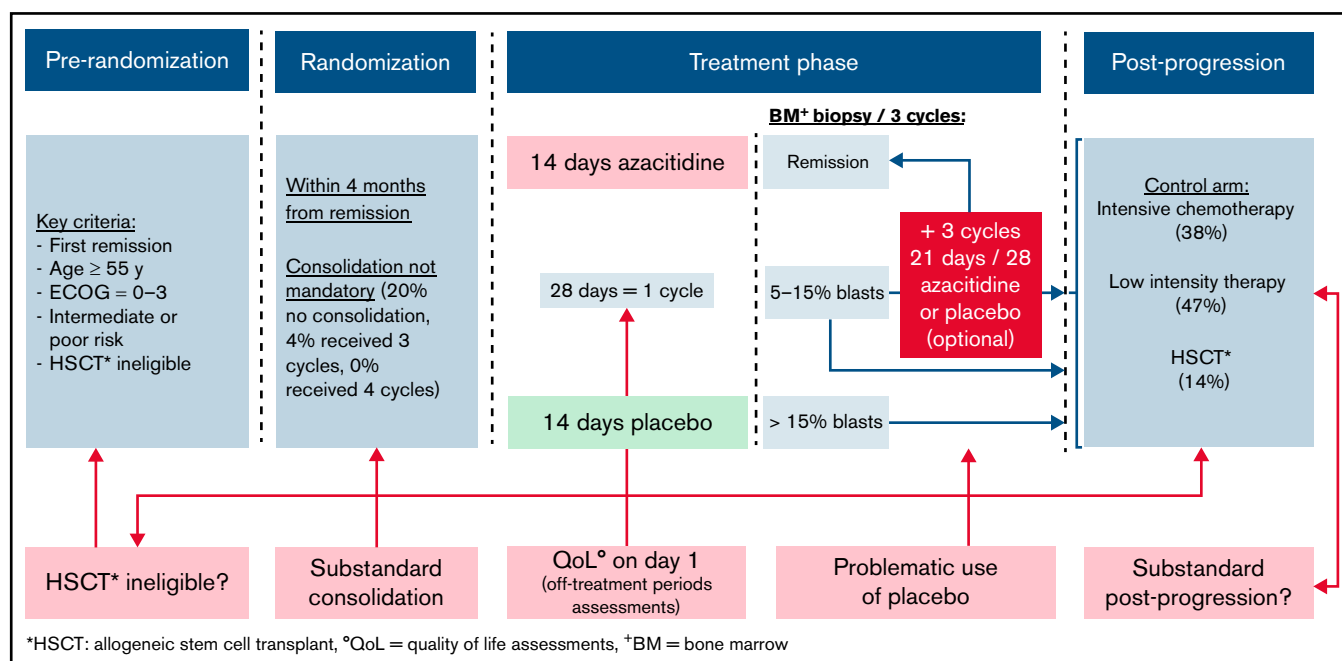 Pre-randomization
Randomization
Treatment phase
Post-progression
Key criteria:
- First remission
- Age ≥ 55 y
- ECOG = 0–3
- Intermediate or
poor risk
- HSCT* ineligible
Within 4 months
from remission
Consolidation not
mandatory (20%
no consolidation,
4% received 3
cycles, 0%
received 4 cycles)
14 days azacitidine
28 days = 1 cycle
14 days placebo
BM+ biopsy / 3 cycles:
Remission
5–15% blasts
> 15% blasts
+ 3 cycles
21 days / 28
azacitidine
or placebo
(optional)
Control arm:
Intensive chemotherapy
(38%)
Low intensity therapy
(47%)
HSCT*
(14%)
HSCT* ineligible?
Substandard
consolidation
QoL° on day 1
(off-treatment periods
assessments)
Problematic use
of placebo
Substandard
post-progression?
*HSCT: allogeneic stem cell transplant, °QoL = quality of life assessments, +BM = bone marrow